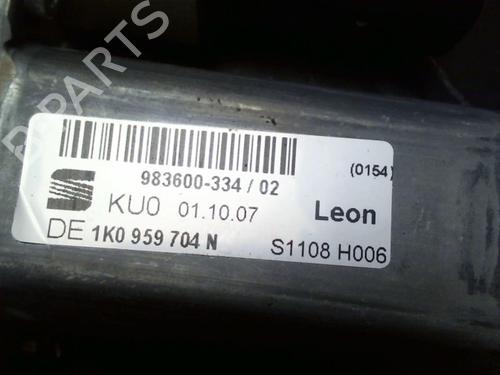 B-PARTS
983600-334 / 02
(0154)
KU0 01.10.07 Leon
DE 1K0 959 704 N S1108 H006